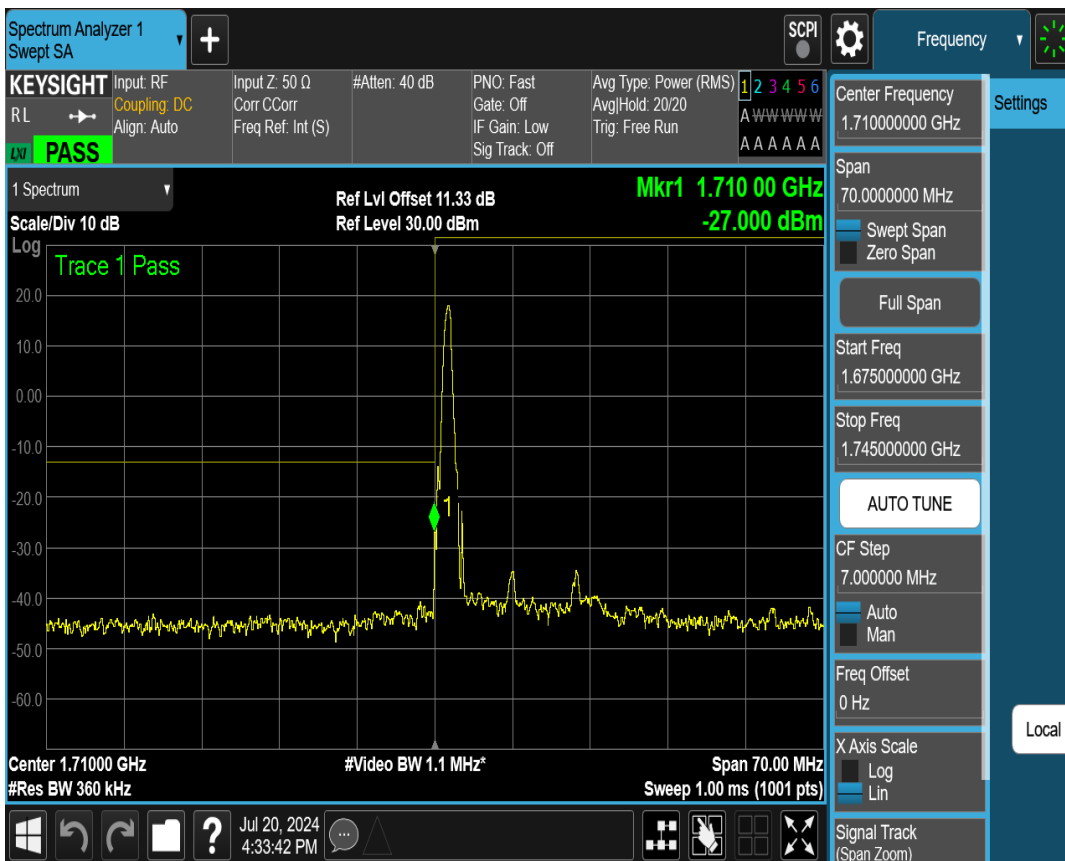 Spectrum Analyzer 1
Swept SA
+
SCPI
Frequency
KEYSIGHT
RL
LXI PASS
Input: RF
Coupling: DC
Align: Auto
Input Z: 50 Ω
Corr CCorr
Freq Ref: Int (S)
#Atten: 40 dB
PNO: Fast
Gate: Off
IF Gain: Low
Sig Track: Off
Avg Type: Power (RMS)
Avg|Hold: 20/20
Trig: Free Run
1 2 3 4 5 6
A W W W W W
A A A A A A
1 Spectrum
Scale/Div 10 dB
Ref Lvl Offset 11.33 dB
Ref Level 30.00 dBm
Mkr1 1.710 00 GHz
-27.000 dBm
Log
Trace 1 Pass
20.0
10.0
0.00
-10.0
-20.0
-30.0
-40.0
-50.0
-60.0
1
Center 1.71000 GHz
#Res BW 360 kHz
#Video BW 1.1 MHz*
Span 70.00 MHz
Sweep 1.00 ms (1001 pts)
?
Jul 20, 2024
4:33:42 PM
Center Frequency
1.710000000 GHz
Span
70.0000000 MHz
Swept Span
Zero Span
Full Span
Start Freq
1.675000000 GHz
Stop Freq
1.745000000 GHz
AUTO TUNE
CF Step
7.000000 MHz
Auto
Man
Freq Offset
0 Hz
X Axis Scale
Log
Lin
Signal Track
(Span Zoom)
Settings
Local